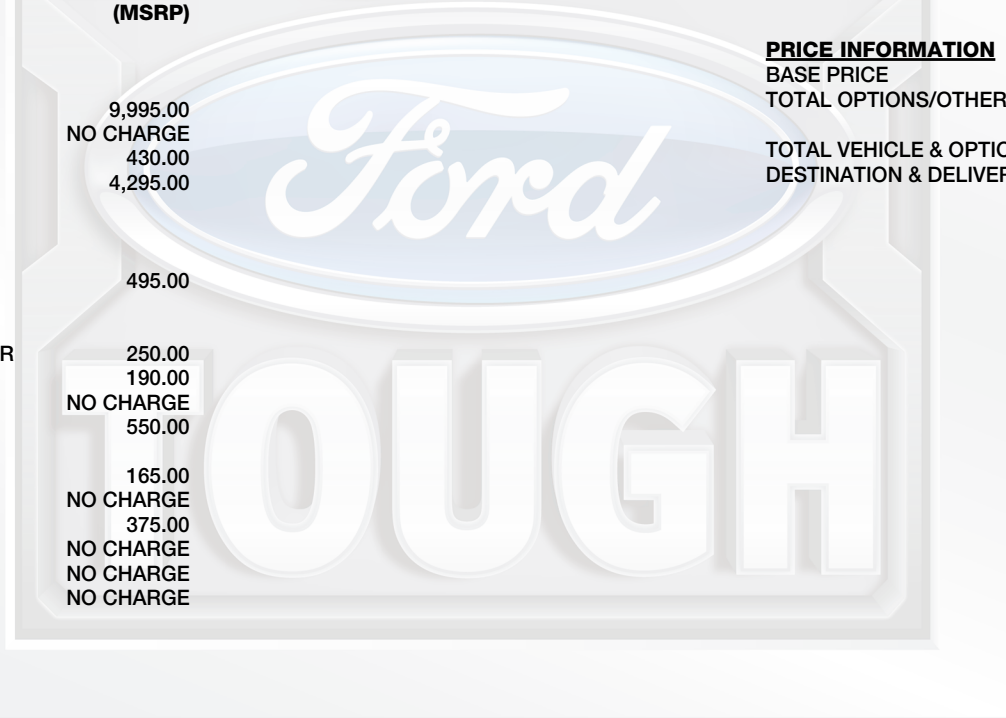 (MSRP)
9,995.00
NO CHARGE
430.00
4,295.00
495.00
R 250.00
190.00
NO CHARGE
550.00
165.00
NO CHARGE
375.00
NO CHARGE
NO CHARGE
NO CHARGE
PRICE INFORMATION
BASE PRICE
TOTAL OPTIONS/OTHER
TOTAL VEHICLE & OPTIO
DESTINATION & DELIVER
Ford
TOUGH